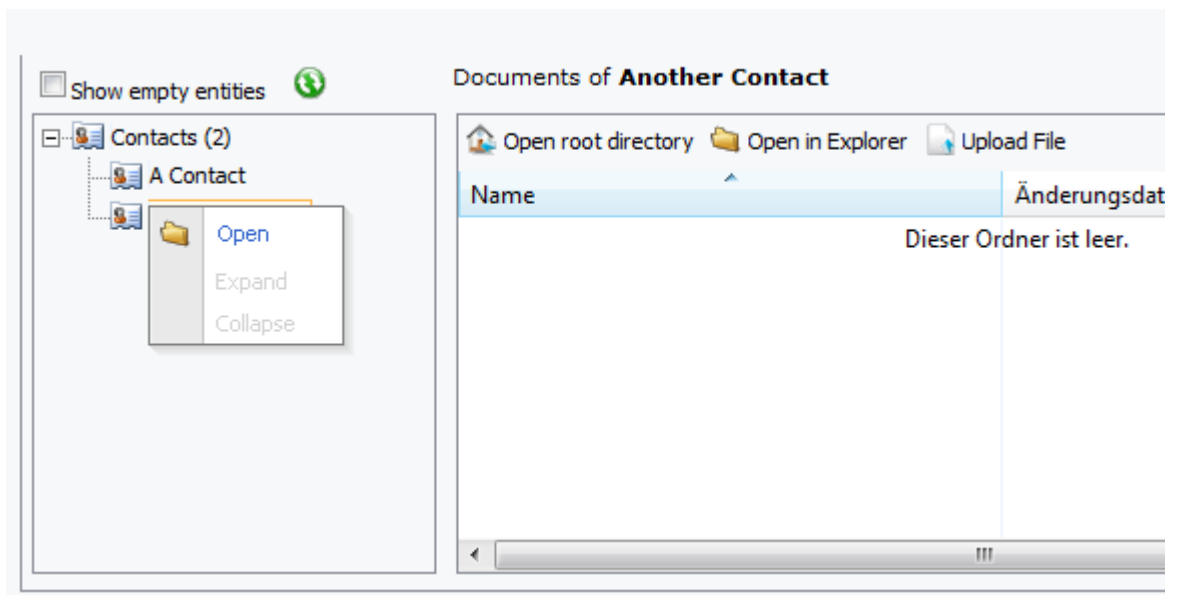 Show empty entities
Documents of Another Contact
Contacts (2)
A Contact
Open
Expand
Collapse
Open root directory Open in Explorer Upload File
Name Änderungsdat
Dieser Ordner ist leer.